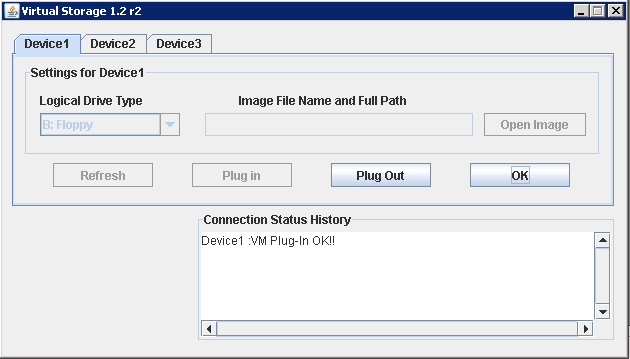 Virtual Storage 1.2 r2
Device1 Device2 Device3
Settings for Device1
Logical Drive Type Image File Name and Full Path
B: Floppy Open Image
Refresh Plug in Plug Out OK
Connection Status History
Device1 :VM Plug-In OK!!